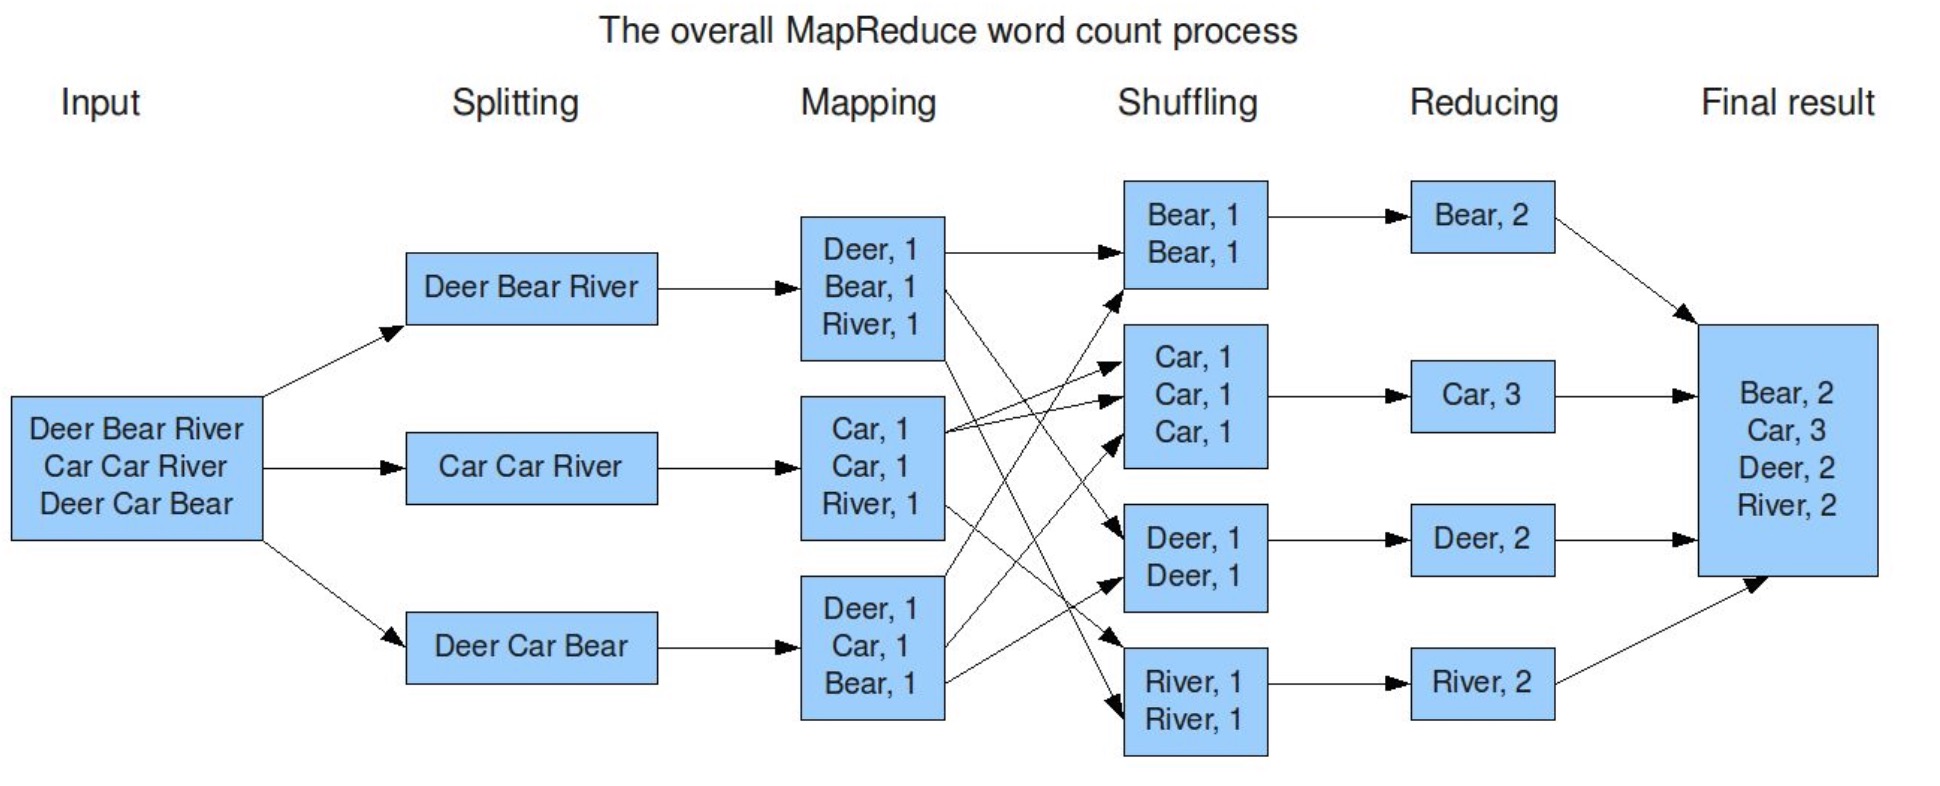 The overall MapReduce word count process
Input
Splitting
Mapping
Shuffling
Reducing
Final result
Deer Bear River
Car Car River
Deer Car Bear
Deer Bear River
Car Car River
Deer Car Bear
Deer, 1
Bear, 1
River, 1
Car, 1
Car, 1
River, 1
Deer, 1
Car, 1
Bear, 1
Bear, 1
Bear, 1
Car, 1
Car, 1
Car, 1
Deer, 1
Deer, 1
River, 1
River, 1
Bear, 2
Car, 3
Deer, 2
River, 2
Bear, 2
Car, 3
Deer, 2
River, 2